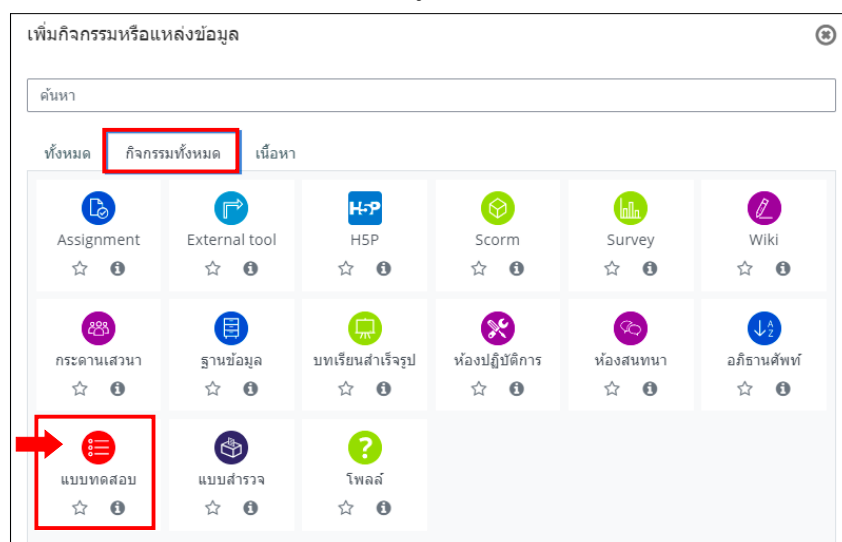 เพิ่มกิจกรรมหรือแหล่งข้อมูล
ค้นหา
ทั้งหมด กิจกรรมทั้งหมด เนื้อหา
Assignment External tool H5P Scorm Survey Wiki
กระดานเสวนา ฐานข้อมูล บทเรียนสำเร็จรูป ห้องปฏิบัติการ ห้องสนทนา อภิธานศัพท์
แบบทดสอบ แบบสำรวจ โพลล์